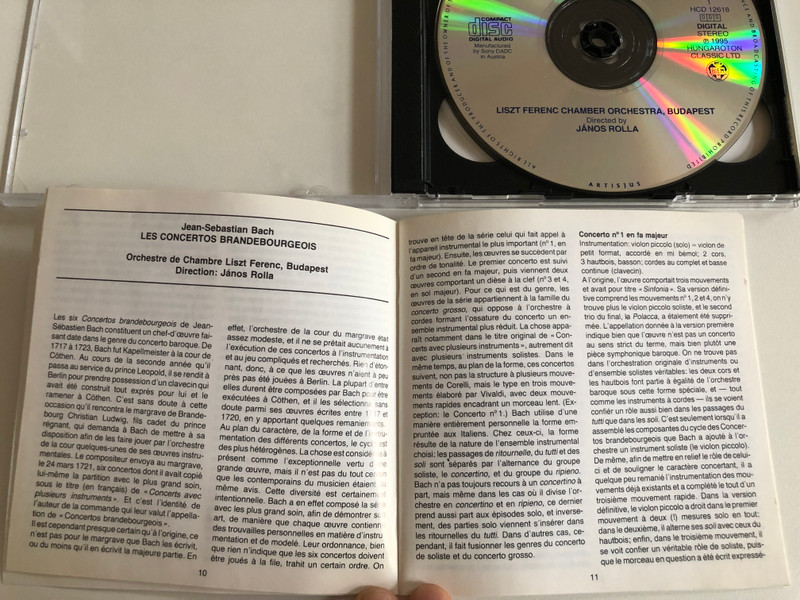 COMPACT
disc
DIGITAL AUDIO
Manufactured
by Sony DADC
in Austria
1
HCD 12618
DIGITAL
STEREO
℗ 1995
HUNGAROTON
CLASSIC LTD
LISZT FERENC CHAMBER ORCHESTRA, BUDAPEST
Directed by
JÁNOS ROLLA
ALL RIGHTS OF THE PRODUCER AND OF THE OWNER OF
AND BROADCASTING OF THIS RECORD PROHIBITED
ARTISJUS
Jean-Sebastian Bach
LES CONCERTOS BRANDEBOURGEOIS
Orchestre de Chambre Liszt Ferenc, Budapest
Direction: János Rolla
Les six Concertos brandebourgeois de Jean-
Sébastien Bach constituent un chef-d'œuvre fai-
sant date dans le genre du concerto baroque. De
1717 à 1723, Bach fut Kapellmeister à la cour de
Cöthen. Au cours de la seconde année qu'il
passa au service du prince Leopold, il se rendit à
Berlin pour prendre possession d'un clavecin qui
avait été construit tout exprès pour lui et le
ramener à Cöthen. C'est sans doute à cette
occasion qu'il rencontra le margrave de Brande-
bourg Christian Ludwig, fils cadet du prince
régnant, qui demanda à Bach de mettre à sa
disposition afin de les faire jouer par l'orchestre
de la cour quelques-unes de ses œuvres instru-
mentales. Le compositeur envoya au margrave,
le 24 mars 1721, six concertos dont il avait copié
lui-même la partition avec le plus grand soin,
sous le titre (en français) de «Concerts avec
plusieurs instruments». Et c'est l'identité de
l'auteur de la commande qui leur valut l'appella-
tion de «Concertos brandebourgeois».
Il est cependant presque certain qu'à l'origine, ce
n'est pas pour le margrave que Bach les écrivit,
ou du moins qu'il en écrivit la majeure partie. En
effet, l'orchestre de la cour du margrave était
assez modeste, et il ne se prêtait aucunement à
l'exécution de ces concertos à l'instrumentation
et au jeu compliqués et recherchés. Rien d'éton-
nant, donc, à ce que les œuvres n'aient à peu
près pas été jouées à Berlin. La plupart d'entre
elles durent être composées par Bach pour être
exécutées à Cöthen, et il les sélectionna sans
doute parmi ses œuvres écrites entre 1717 et
1720, en y apportant quelques remaniements.
Au plan du caractère, de la forme et de l'instru-
mentation des différents concertos, le cycle est
des plus hétérogènes. La chose est considérée à
présent comme l'exceptionnelle vertu d'une
grande œuvre, mais il n'est pas du tout certain
que les contemporains du musicien étaient du
même avis. Cette diversité est certainement
intentionnelle. Bach a en effet composé la série
avec les plus grand soin, afin de démontrer son
art, de manière que chaque œuvre contienne
des trouvailles personnelles en matière d'instru-
mentation et de modelé. Leur ordonnance, bien
que rien n'indique que les six concertos doivent
être joués à la file, trahit un certain ordre. On
10
trouve en tête de la série celui qui fait appel à
l'appareil instrumental le plus important (nº 1, en
fa majeur). Ensuite, les œuvres se succèdent par
ordre de tonalité. Le premier concerto est suivi
d'un second en fa majeur, puis viennent deux
œuvres comportant un dièse à la clef (nº3 et 4,
en sol majeur). Pour ce qui est du genre, les
œuvres de la série appartiennent à la famille du
concerto grosso, qui oppose à l'orchestre à
cordes formant l'ossature du concerto un en-
semble instrumental plus réduit. La chose appa-
raît notamment dans le titre original de «Con-
certs avec plusieurs instruments», autrement dit
avec plusieurs instruments solistes. Dans le
même temps, au plan de la forme, ces concertos
suivent, non pas la structure à plusieurs mouve-
ments de Corelli, mais le type en trois mouve-
ments élaboré par Vivaldi, avec deux mouve-
ments rapides encadrant un morceau lent. (Ex-
ception: le Concerto nº 1.) Bach utilise d'une
manière entièrement personnelle la forme em-
pruntée aux Italiens. Chez ceux-ci, la forme
résulte de la nature de l'ensemble instrumental
choisi: les passages de ritournelle, du tutti et des
soli sont séparés par l'alternance du groupe
soliste, le concertino, et du groupe du ripieno.
Bach n'a pas toujours recours à un concertino à
part, mais même dans les cas où il divise l'or-
chestre en concertino et en ripieno, ce dernier
prend aussi part aux épisodes solo, et inverse-
ment, des parties solo viennent s'insérer dans
les ritournelles du tutti. Dans d'autres cas, ce-
pendant, il fait fusionner les genres du concerto
de soliste et du concerto grosso.
Concerto nº 1 en fa majeur
Instrumentation: violon piccolo (solo) = violon de
petit format, accordé en mi bémol; 2 cors,
3 hautbois, basson; cordes au complet et basse
continue (clavecin).
A l'origine, l'œuvre comportait trois mouvements
et avait pour titre «Sinfonia». Sa version défini-
tive comprend les mouvements nº 1, 2 et 4, on n'y
trouve plus le violon piccolo soliste, et le second
trio du final, la Polacca, a étalement été suppri-
mée. L'appellation donnée à la version première
indique bien que l'œuvre n'est pas un concerto
au sens strict du terme, mais bien plutôt une
pièce symphonique baroque. On ne trouve pas
dans l'orchestration originale d'instruments ou
d'ensemble solistes véritables: les deux cors et
les hautbois font partie à égalité de l'orchestre
baroque sous cette forme spéciale, et — tout
comme les instruments à cordes — ils se voient
confier un rôle aussi bien dans les passages du
tutti que dans les soli. C'est seulement lorsqu'il a
assemblé les composantes du cycle des Concer-
tos brandebourgeois que Bach a ajouté à l'or-
chestre un instrument soliste (le violon piccolo).
De même, afin de mettre en relief le rôle de celui-
ci et de souligner le caractère concertant, il a
quelque peu remanié l'instrumentation des mou-
vements déjà existants et a complété le tout d'un
troisième mouvement rapide. Dans la version
définitive, le violon piccolo a droit dans le premier
mouvement à deux (!) mesures solo en tout;
dans le deuxième, il alterne ses soli avec ceux du
hautbois; enfin, dans le troisième mouvement, il
se voit confier un véritable rôle de soliste, puis-
que le morceau en question a été écrit expressé-
11